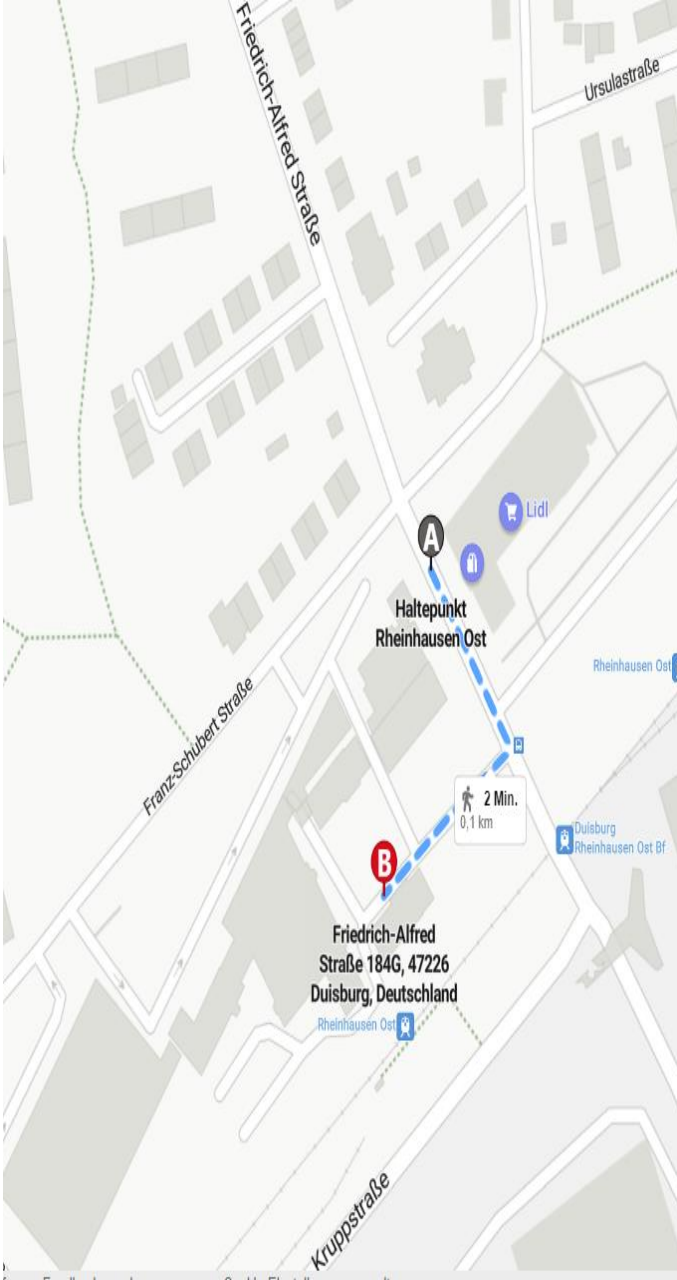 Friedrich-Alfred Straße
Ursulastraße
Lidl
A
Haltepunkt
Rheinhausen Ost
Rheinhausen Ost
Franz-Schubert Straße
2 Min.
0,1 km
Duisburg
Rheinhausen Ost Bf
B
Friedrich-Alfred
Straße 184G, 47226
Duisburg, Deutschland
Rheinhausen Ost
Kruppstraße